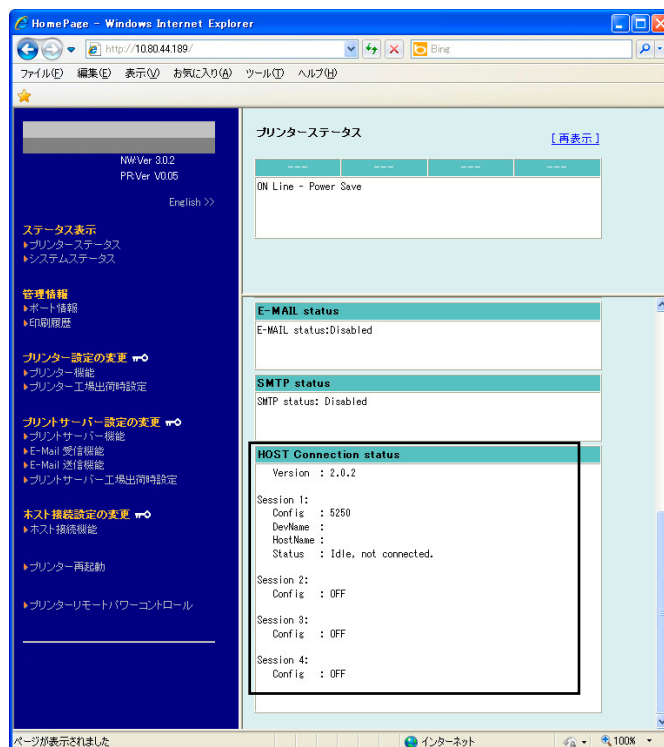 HomePage - Windows Internet Explorer
http://10.80.44.189/
Bing
ファイル(F) 編集(E) 表示(V) お気に入り(A) ツール(T) ヘルプ(H)
NW:Ver 3.0.2
PR:Ver V0.05
English >>
ステータス表示
プリンターステータス
システムステータス
管理情報
ポート情報
印刷履歴
プリンター設定の変更
プリンター機能
プリンター工場出荷時設定
プリントサーバー設定の変更
プリントサーバー機能
E-Mail 受信機能
E-Mail 送信機能
プリントサーバー工場出荷時設定
ホスト接続設定の変更
ホスト接続機能
プリンター再起動
プリンターリモートパワーコントロール
プリンターステータス
[再表示]
--- --- --- ---
ON Line - Power Save
E-MAIL status
E-MAIL status:Disabled
SMTP status
SMTP status: Disabled
HOST Connection status
Version : 2.0.2
Session 1:
Config : 5250
DevName :
HostName :
Status : Idle, not connected.
Session 2:
Config : OFF
Session 3:
Config : OFF
Session 4:
Config : OFF
ページが表示されました
インターネット
100%